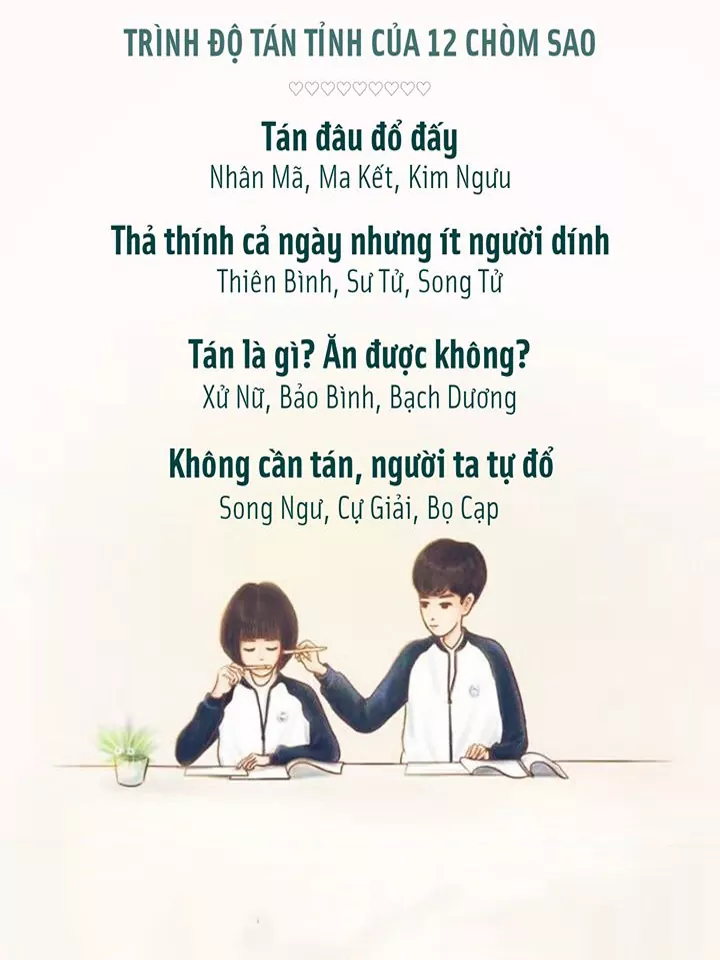 TRÌNH ĐỘ TÁN TỈNH CỦA 12 CHÒM SAO
♡♡♡♡♡♡♡♡♡
Tán đâu đổ đấy
Nhân Mã, Ma Kết, Kim Ngưu
Thả thính cả ngày nhưng ít người dính
Thiên Bình, Sư Tử, Song Tử
Tán là gì? Ăn được không?
Xử Nữ, Bảo Bình, Bạch Dương
Không cần tán, người ta tự đổ
Song Ngư, Cự Giải, Bọ Cạp